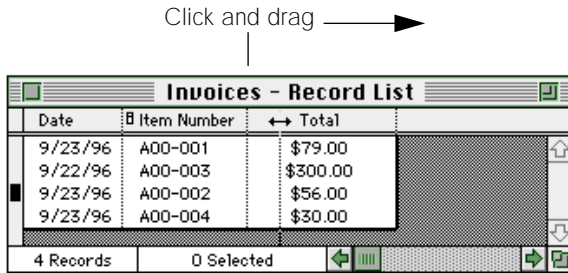 Click and drag
Invoices – Record List
Date Item Number Total
9/23/96 A00-001 $79.00
9/22/96 A00-003 $300.00
9/23/96 A00-002 $56.00
9/23/96 A00-004 $30.00
4 Records 0 Selected